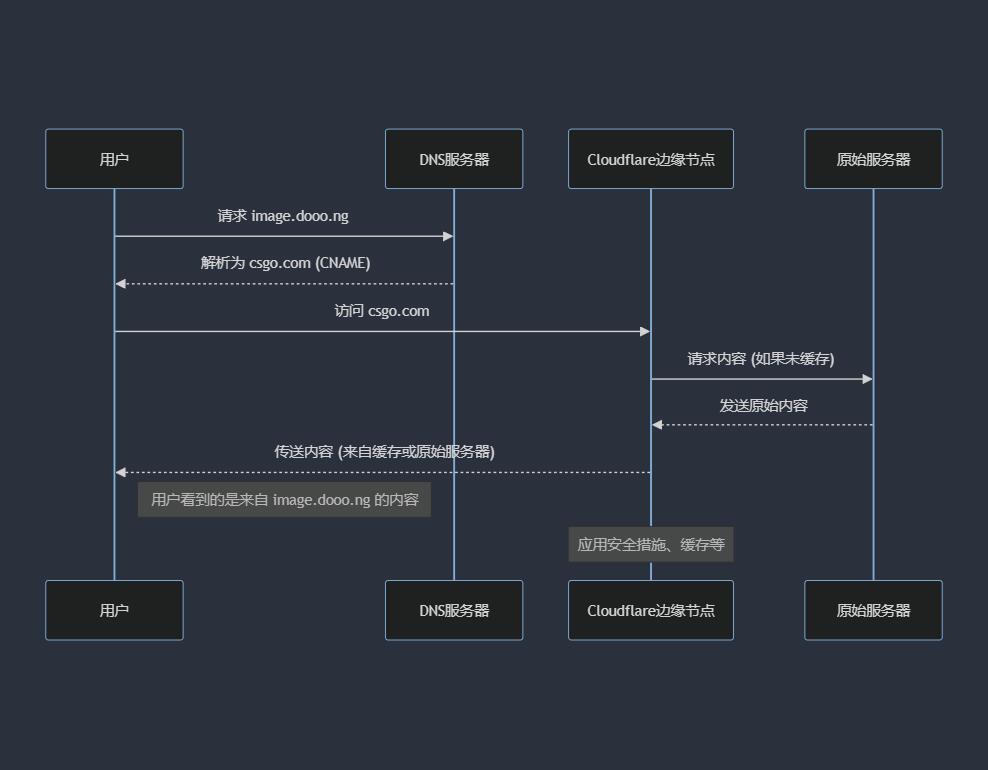 用户
DNS服务器
Cloudflare边缘节点
原始服务器
请求 image.dooo.ng
解析为 csgo.com (CNAME)
访问 csgo.com
请求内容 (如果未缓存)
发送原始内容
传送内容 (来自缓存或原始服务器)
用户看到的是来自 image.dooo.ng 的内容
应用安全措施、缓存等
用户
DNS服务器
Cloudflare边缘节点
原始服务器